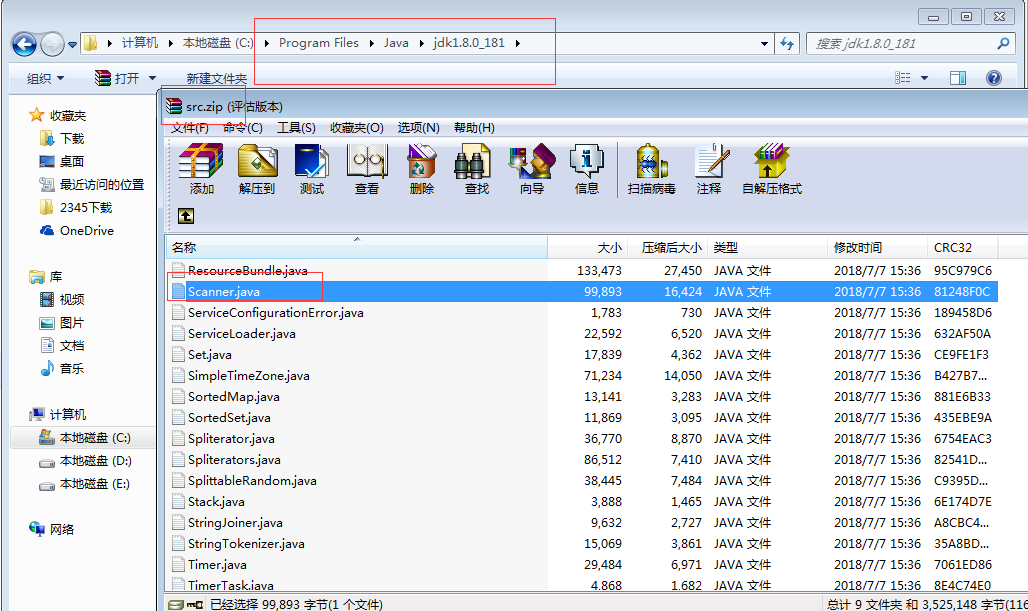 计算机 本地磁盘 (C:) Program Files Java jdk1.8.0_181 搜索 jdk1.8.0_181
组织 打开 新建文件夹
收藏夹
下载
桌面
最近访问的位置
2345下载
OneDrive
库
视频
图片
文档
音乐
计算机
本地磁盘 (C:)
本地磁盘 (D:)
本地磁盘 (E:)
网络
src.zip (评估版本)
文件(F) 命令(C) 工具(S) 收藏夹(O) 选项(N) 帮助(H)
添加 解压到 测试 查看 删除 查找 向导 信息 扫描病毒 注释 自解压格式
名称 大小 压缩后大小 类型 修改时间 CRC32
ResourceBundle.java 133,473 27,450 JAVA 文件 2018/7/7 15:36 95C979C6
Scanner.java 99,893 16,424 JAVA 文件 2018/7/7 15:36 81248F0C
ServiceConfigurationError.java 1,783 730 JAVA 文件 2018/7/7 15:36 189458D6
ServiceLoader.java 22,592 6,520 JAVA 文件 2018/7/7 15:36 632AF50A
Set.java 17,839 4,362 JAVA 文件 2018/7/7 15:36 CE9FE1F3
SimpleTimeZone.java 71,234 14,050 JAVA 文件 2018/7/7 15:36 B427B7...
SortedMap.java 13,141 3,283 JAVA 文件 2018/7/7 15:36 881E6B33
SortedSet.java 11,869 3,095 JAVA 文件 2018/7/7 15:36 435EBE9A
Spliterator.java 36,770 8,870 JAVA 文件 2018/7/7 15:36 6754EAC3
Spliterators.java 86,512 7,410 JAVA 文件 2018/7/7 15:36 82541D...
SplittableRandom.java 38,445 7,484 JAVA 文件 2018/7/7 15:36 C9395D...
Stack.java 3,888 1,465 JAVA 文件 2018/7/7 15:36 6E174D7E
StringJoiner.java 9,632 2,727 JAVA 文件 2018/7/7 15:36 A8CBC4...
StringTokenizer.java 15,069 3,861 JAVA 文件 2018/7/7 15:36 35A8BD...
Timer.java 29,484 6,971 JAVA 文件 2018/7/7 15:36 7061ED86
TimerTask.java 4,868 1,682 JAVA 文件 2018/7/7 15:36 8E4C74E0
已经选择 99,893 字节(1 个文件) 总计 9 文件夹 和 3,525,148 字节(116